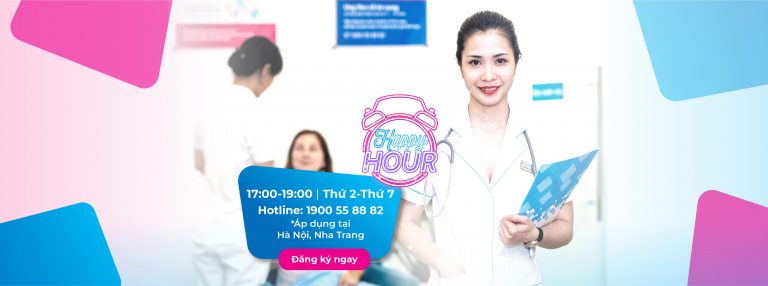 Happy
HOUR
17:00-19:00 | Thứ 2-Thứ 7
Hotline: 1900 55 88 82
*Áp dụng tại
Hà Nội, Nha Trang
Đăng ký ngay